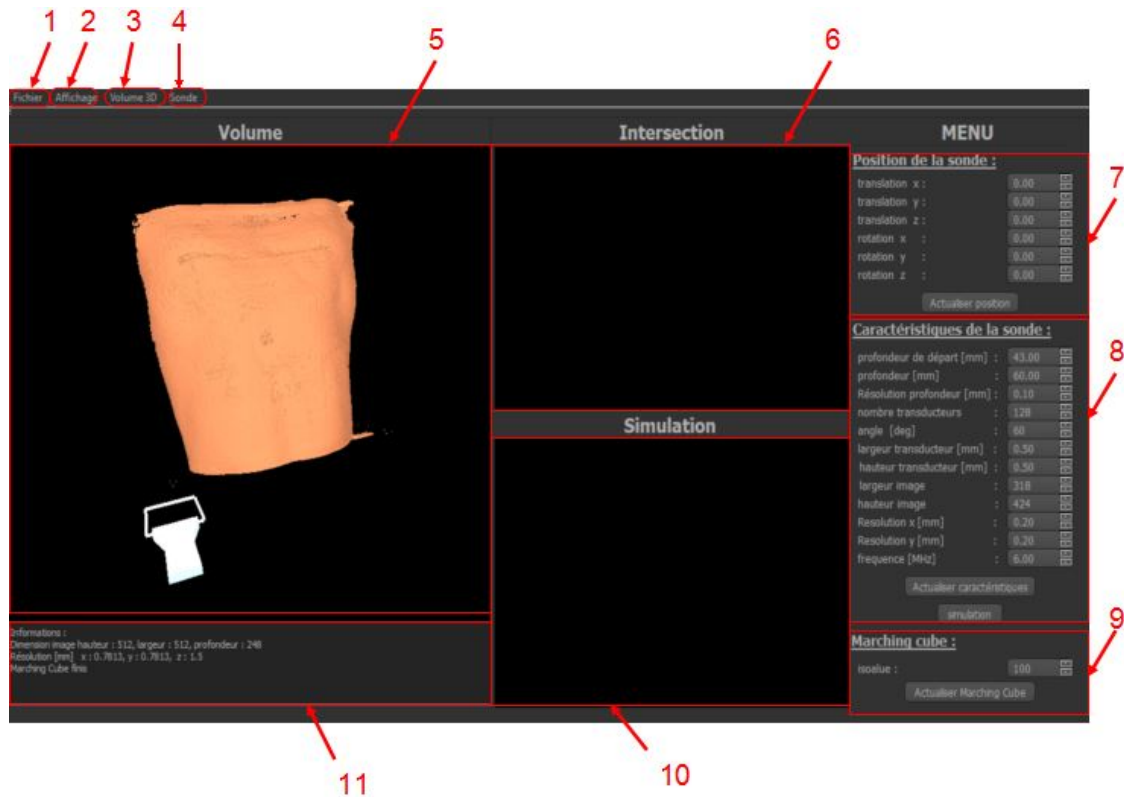 1 2 3 4 5 6
Fichier Affichage Volume 3D Sonde
Volume Intersection MENU
Position de la sonde :
translation x : 0.00
translation y : 0.00
translation z : 0.00
7
rotation x : 0.00
rotation y : 0.00
rotation z : 0.00
Actualiser position
Caractéristiques de la sonde :
8
profondeur de départ [mm] : 43.00
profondeur [mm] : 60.00
Résolution profondeur [mm] : 0.10
nombre transducteurs : 128
Simulation
angle [deg] : 60
largeur transducteur [mm] : 0.50
hauteur transducteur [mm] : 0.50
largeur image : 318
hauteur image : 424
Resolution x [mm] : 0.20
Resolution y [mm] : 0.20
frequence [MHz] : 6.00
Actualiser caractéristiques
simulation
9
Informations :
Dimension image hauteur : 512, largeur : 512, profondeur : 248
Résolution [mm] x : 0.7813, y : 0.7813, z : 1.5
Marching Cube finis
Marching cube :
isoalue : 100
Actualiser Marching Cube
10
11